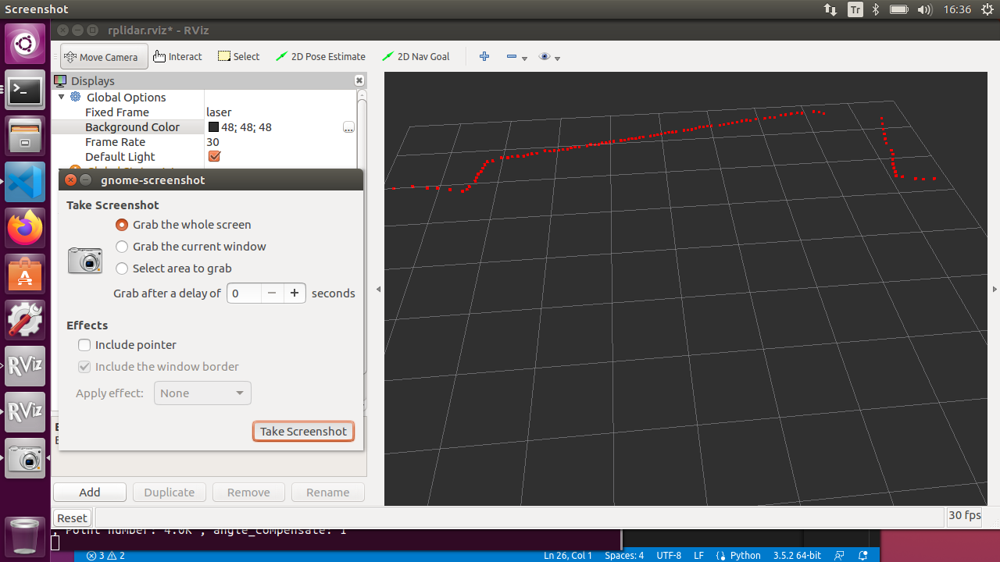 Screenshot
Tr
16:36
rplidar.rviz* - RViz
Move Camera Interact Select 2D Pose Estimate 2D Nav Goal
Displays
Global Options
Fixed Frame laser
Background Color 48; 48; 48
...
Frame Rate 30
Default Light
gnome-screenshot
Take Screenshot
Grab the whole screen
Grab the current window
Select area to grab
Grab after a delay of 0 − + seconds
Effects
Include pointer
Include the window border
Apply effect: None
Take Screenshot
RViz
RViz
Add Duplicate Remove Rename
Reset
30 fps
, Point number: 4.0K , angle_compensate: 1
3 2 Ln 26, Col 1 Spaces: 4 UTF-8 LF Python 3.5.2 64-bit